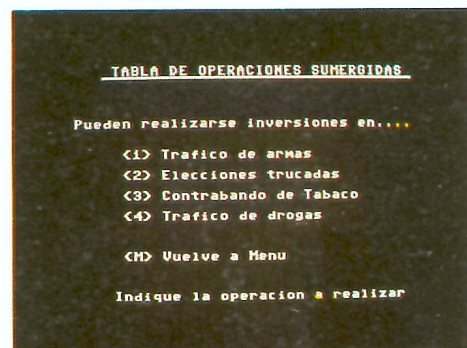 TABLA DE OPERACIONES SUMERGIDAS
Pueden realizarse inversiones en....
<1> Trafico de armas
<2> Elecciones trucadas
<3> Contrabando de Tabaco
<4> Trafico de drogas
<M> Vuelve a Menu
Indique la operacion a realizar